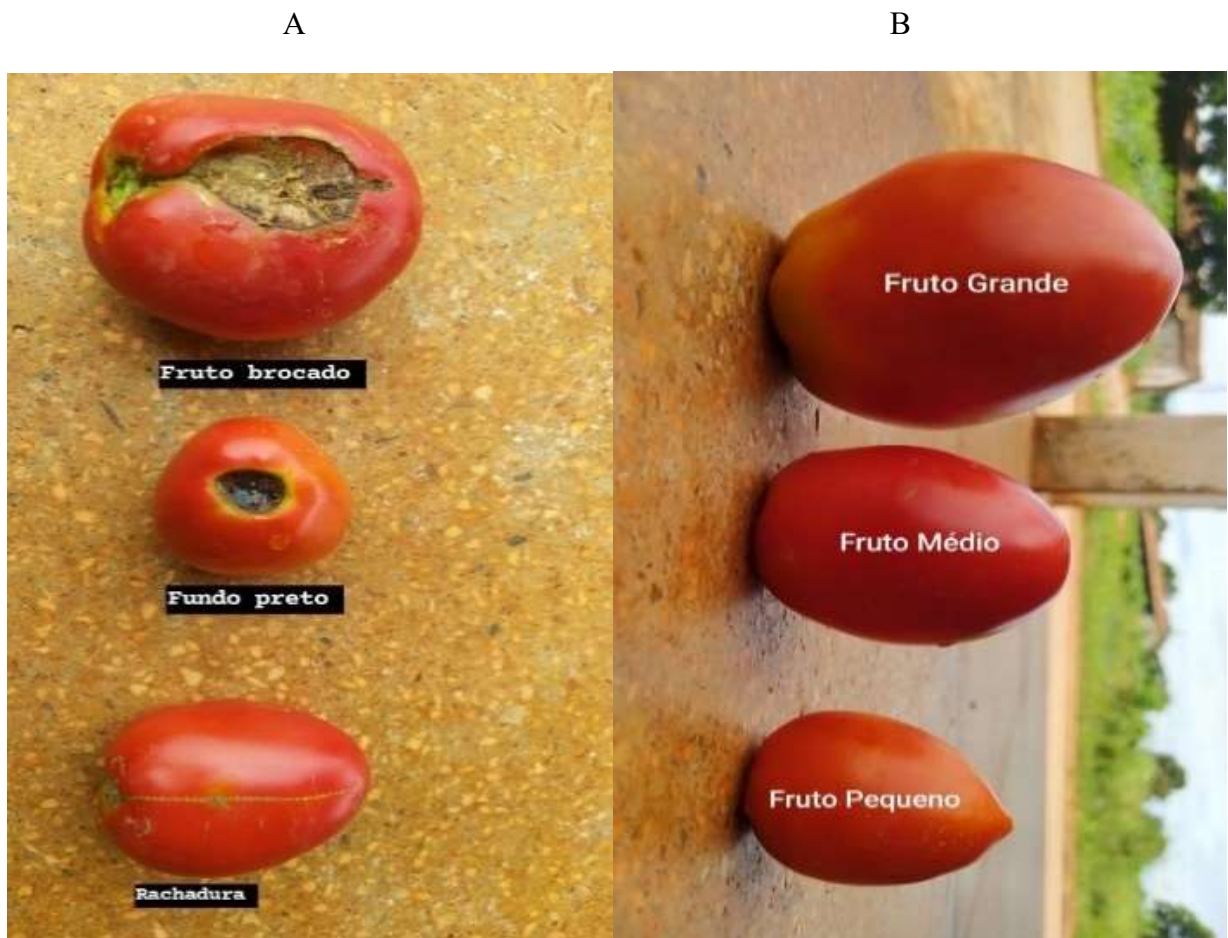 A
B
Fruto brocado
Fundo preto
Rachadura
Fruto Grande
Fruto Médio
Fruto Pequeno